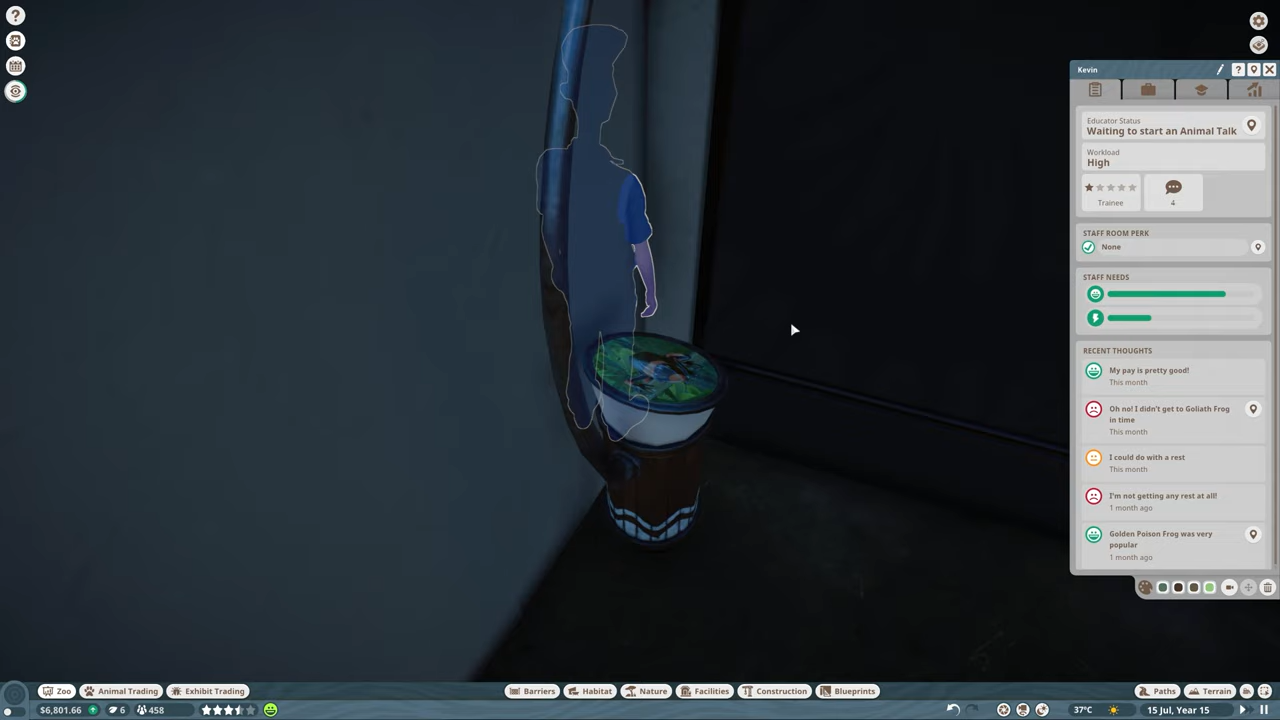 ?
Kevin
?
Educator Status
Waiting to start an Animal Talk
Workload
High
Trainee
4
STAFF ROOM PERK
None
STAFF NEEDS
RECENT THOUGHTS
My pay is pretty good!
This month
Oh no! I didn't get to Goliath Frog
in time
This month
I could do with a rest
This month
I'm not getting any rest at all!
1 month ago
Golden Poison Frog was very
popular
1 month ago
Zoo
Animal Trading
Exhibit Trading
Barriers
Habitat
Nature
Facilities
Construction
Blueprints
Paths
Terrain
$6,801.66
6
458
37°C
15 Jul, Year 15